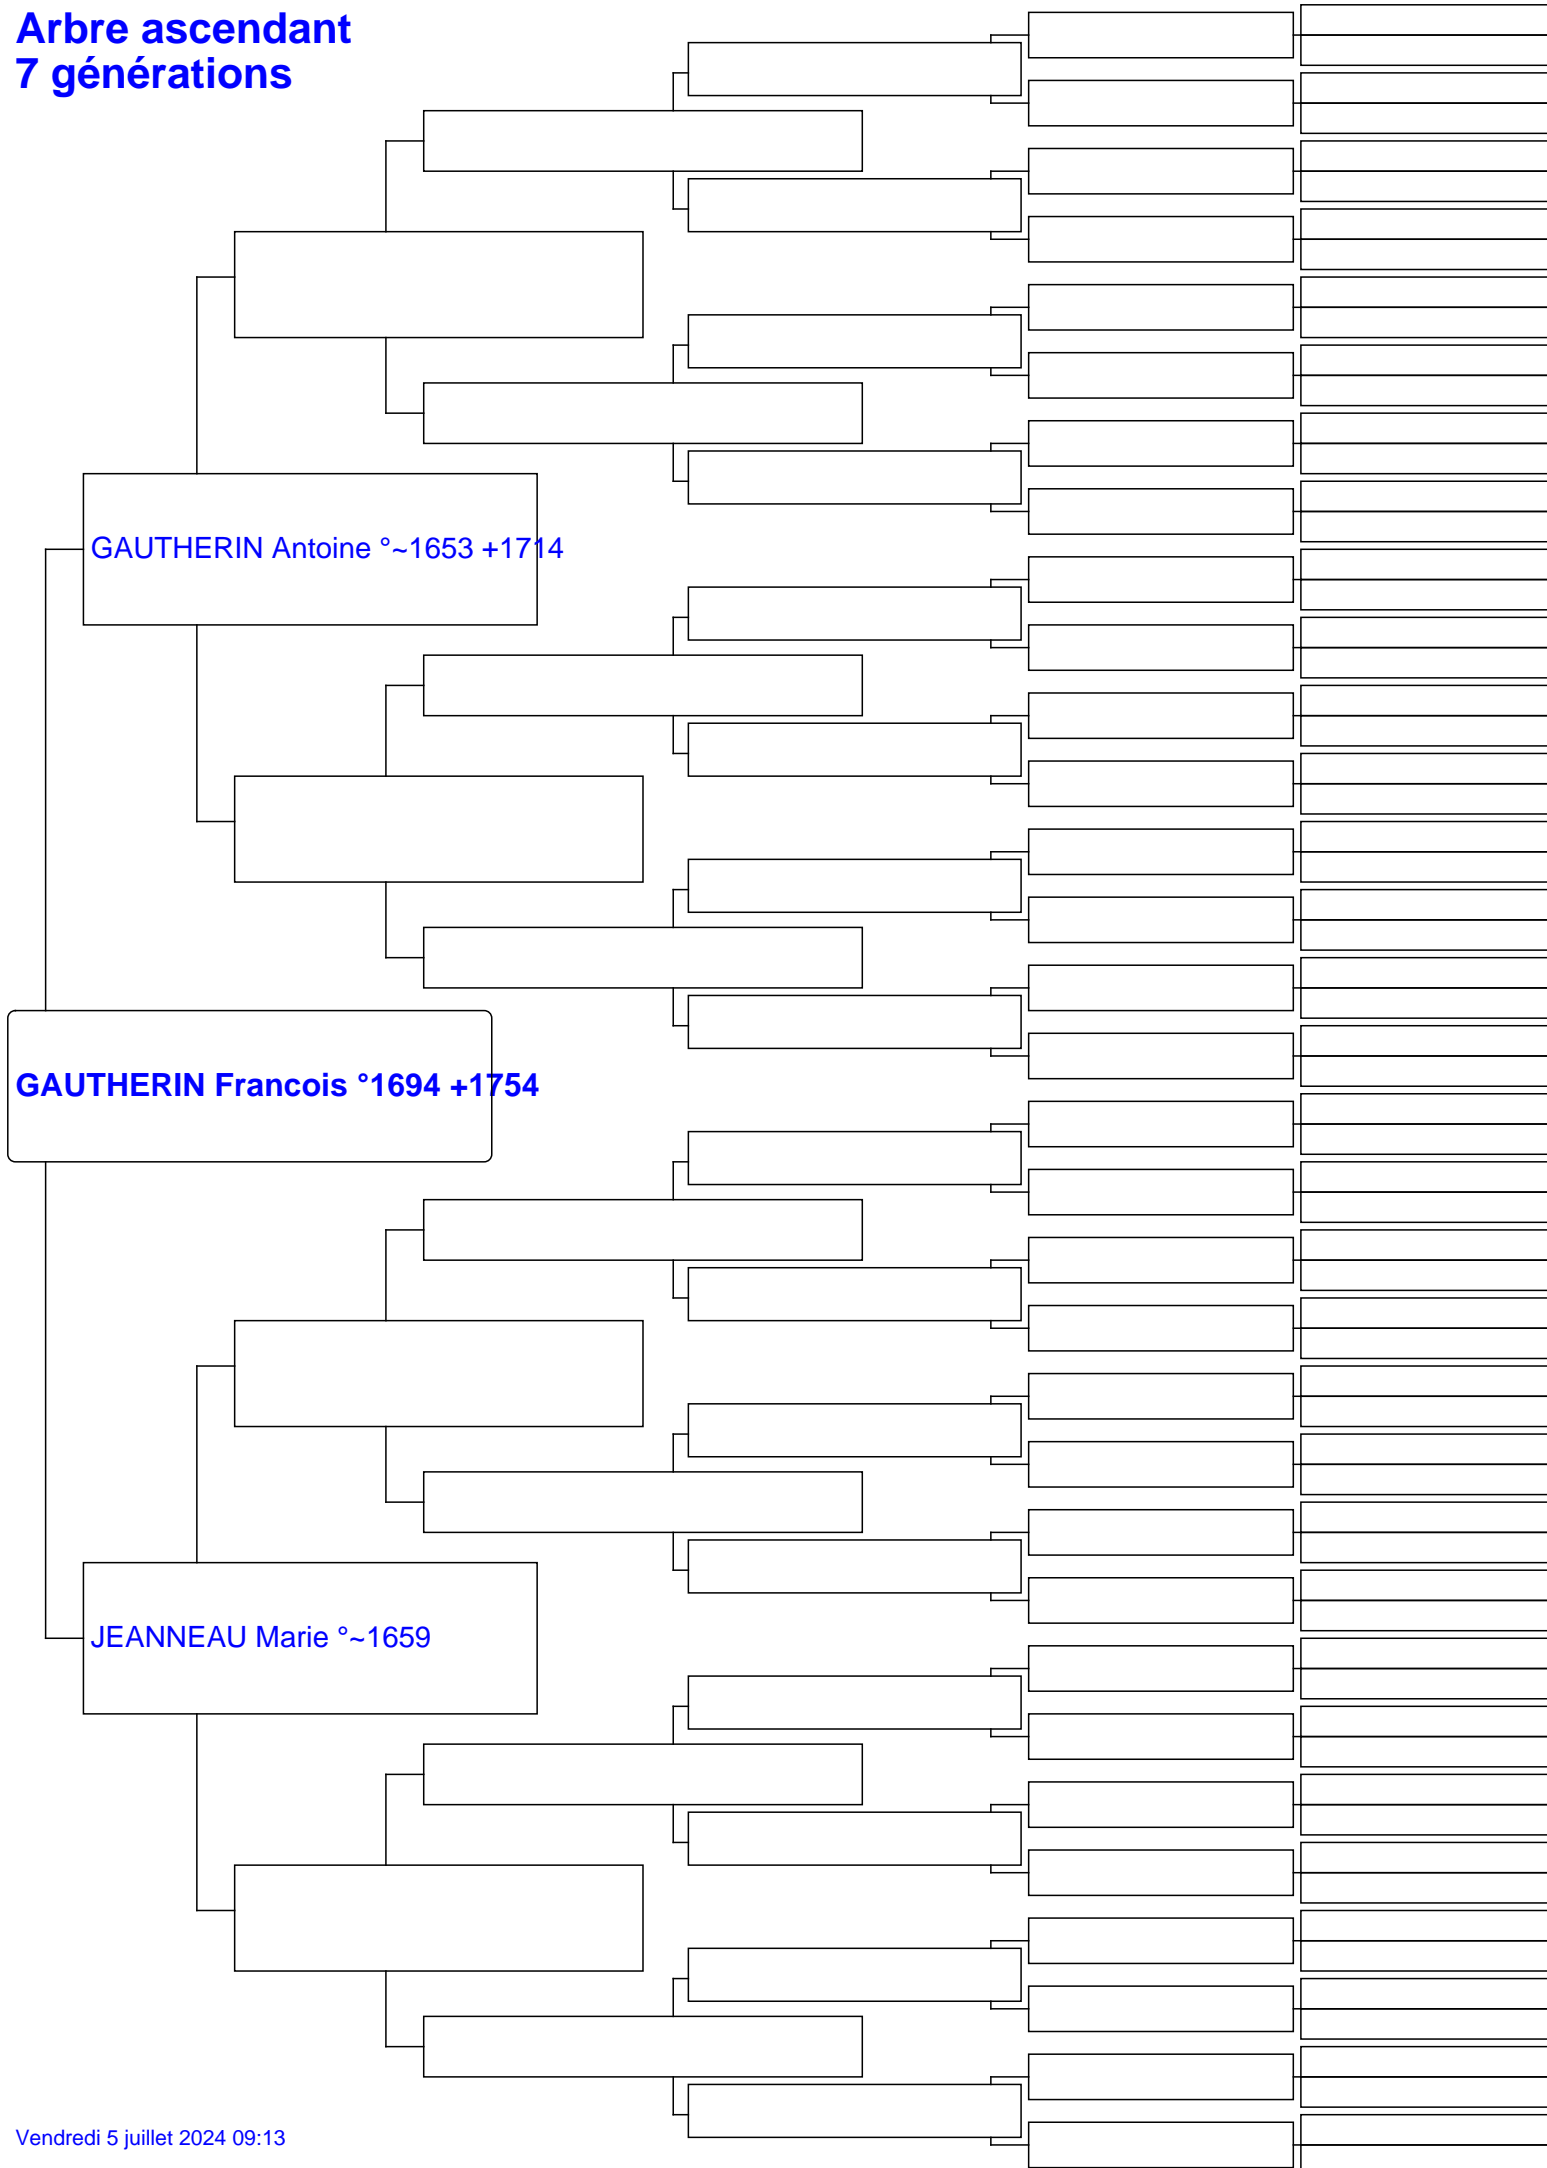 Arbre ascendant
7 générations
GAUTHERIN Antoine °~1653 +1714
GAUTHERIN Francois °1694 +1754
JEANNEAU Marie °~1659
Vendredi 5 juillet 2024 09:13